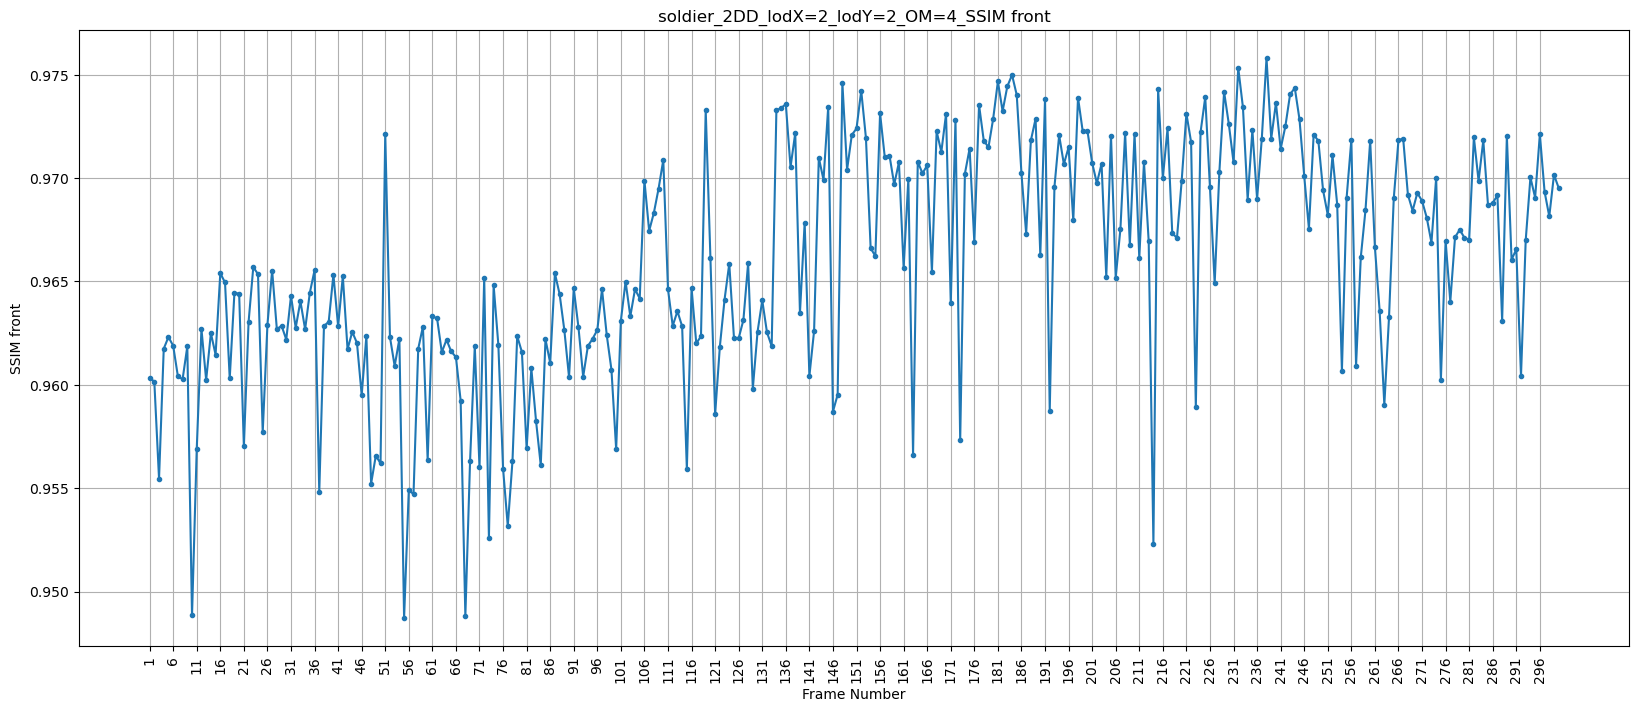 soldier_2DD_lodX=2_lodY=2_OM=4_SSIM front
SSIM front
0.975
0.970
0.965
0.960
0.955
0.950
1 6 11 16 21 26 31 36 41 46 51 56 61 66 71 76 81 86 91 96 101 106 111 116 121 126 131 136 141 146 151 156 161 166 171 176 181 186 191 196 201 206 211 216 221 226 231 236 241 246 251 256 261 266 271 276 281 286 291 296
Frame Number